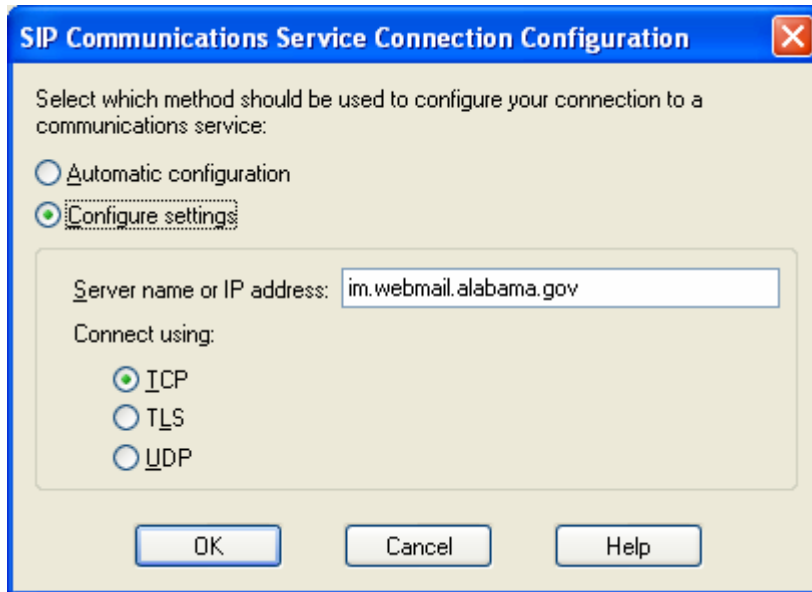 SIP Communications Service Connection Configuration
Select which method should be used to configure your connection to a
communications service:
Automatic configuration
Configure settings
Server name or IP address: im.webmail.alabama.gov
Connect using:
TCP
TLS
UDP
OK Cancel Help